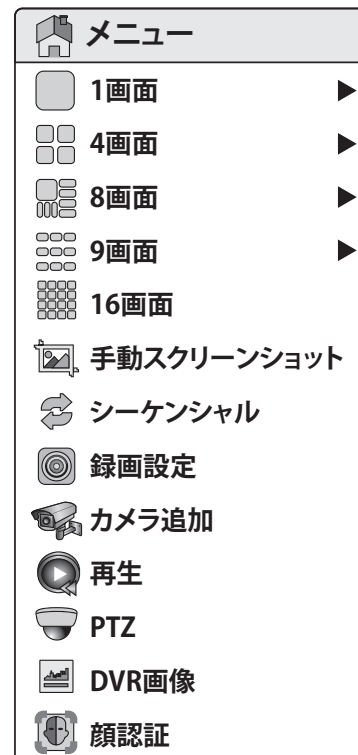 メニュー
1画面
4画面
8画面
9画面
16画面
手動スクリーンショット
シーケンシャル
録画設定
カメラ追加
再生
PTZ
DVR画像
顔認証